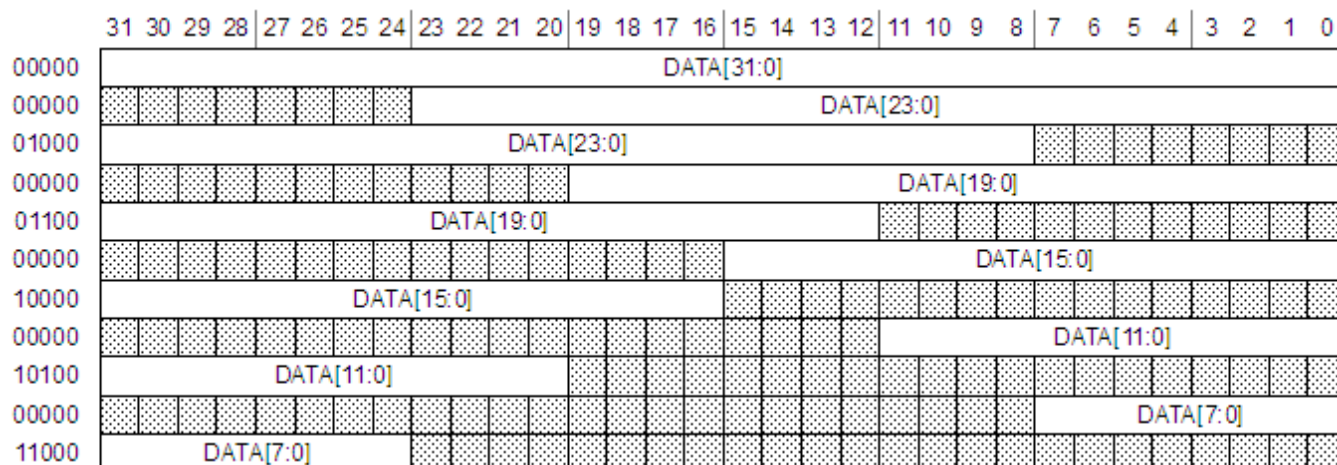 31 30 29 28 27 26 25 24 23 22 21 20 19 18 17 16 15 14 13 12 11 10 9 8 7 6 5 4 3 2 1 0
00000 DATA[31:0]
00000 DATA[23:0]
01000 DATA[23:0]
00000 DATA[19:0]
01100 DATA[19:0]
00000 DATA[15:0]
10000 DATA[15:0]
00000 DATA[11:0]
10100 DATA[11:0]
00000 DATA[7:0]
11000 DATA[7:0]